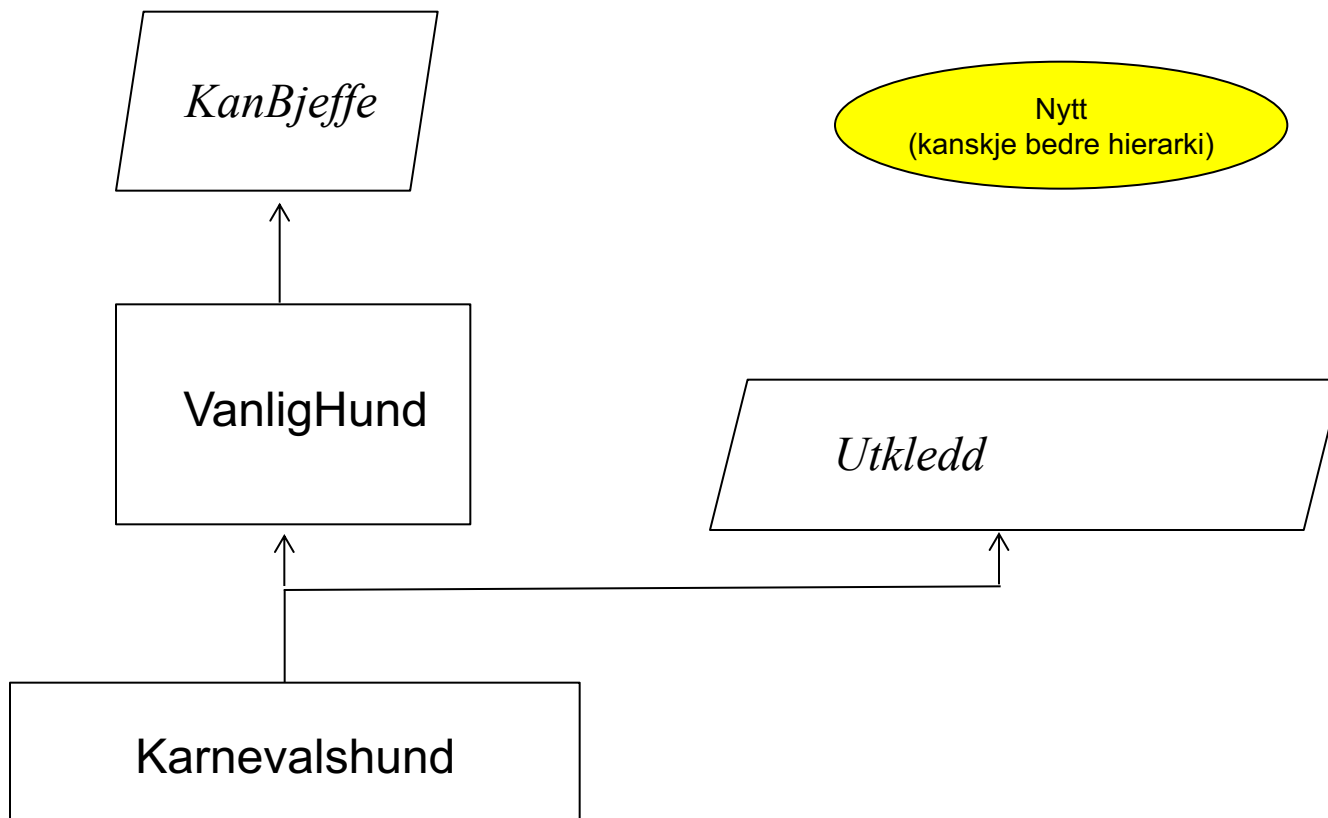 KanBjeffe
Nytt
(kanskje bedre hierarki)
VanligHund
Utkledd
Karnevalshund